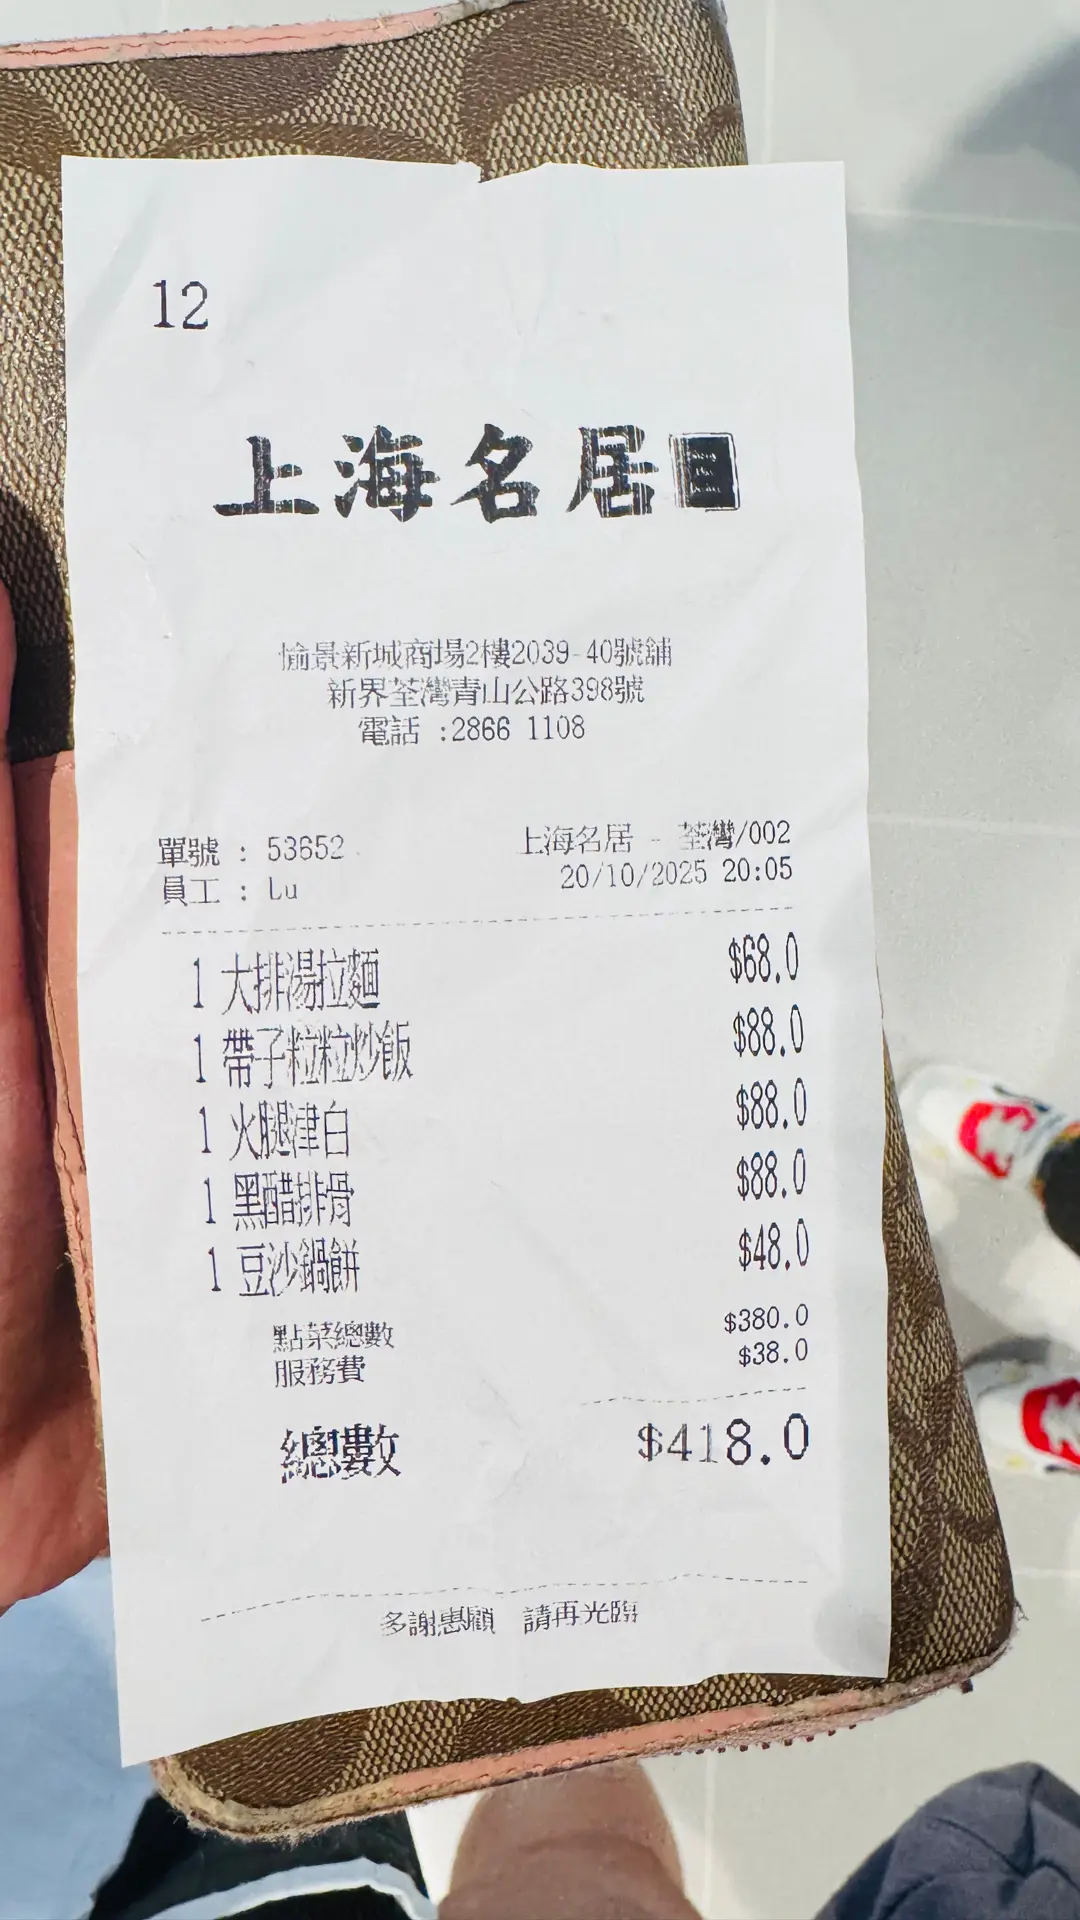 12
上海名居
愉景新城商場2樓2039-40號舖
新界荃灣青山公路398號
電話 :2866 1108
單號 : 53652
上海名居 - 荃灣/002
員工 : Lu
20/10/2025 20:05
1 大排湯拉麵 $68.0
1 帶子粒粒炒飯 $88.0
1 火腿津白 $88.0
1 黑醋排骨 $88.0
1 豆沙鍋餅 $48.0
點菜總數 $380.0
服務費 $38.0
總數 $418.0
多謝惠顧 請再光臨